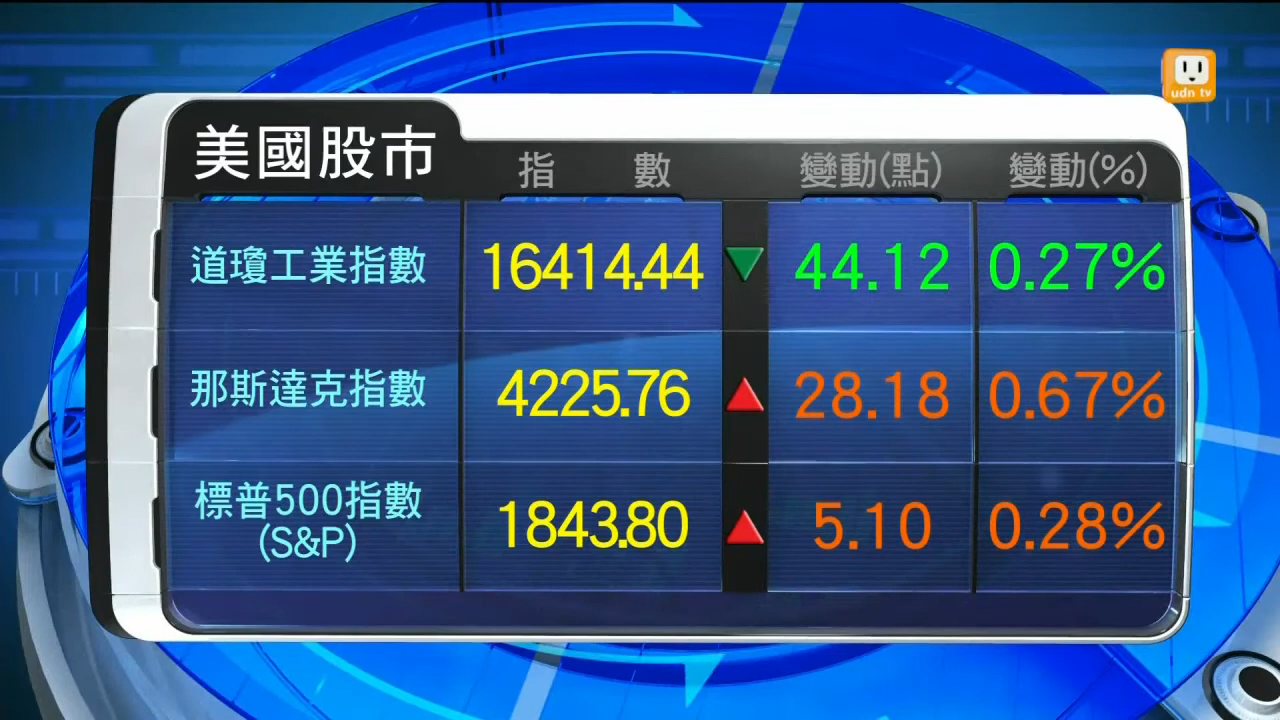 udn tv
美國股市 指 數 變動(點) 變動(%)
道瓊工業指數 16414.44 ▼ 44.12 0.27%
那斯達克指數 4225.76 ▲ 28.18 0.67%
標普500指數
(S&P) 1843.80 ▲ 5.10 0.28%